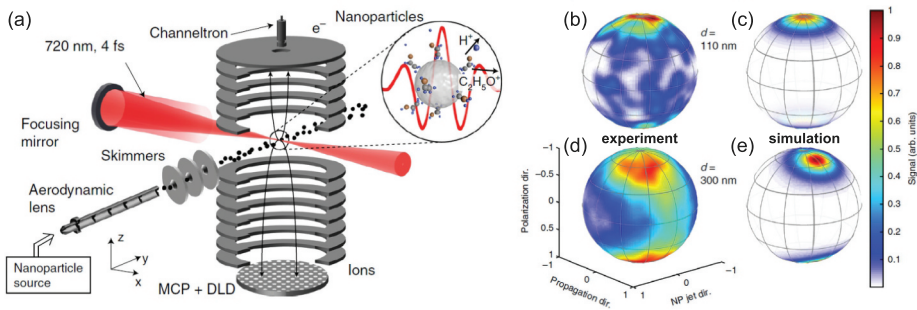 (a)
Channeltron
e⁻
Nanoparticles
H⁺
C₂H₅O⁺
720 nm, 4 fs
Focusing
mirror
Skimmers
Aerodynamic
lens
Nanoparticle
source
z
y
x
Ions
MCP + DLD
(b)
d =
110 nm
(c)
experiment
simulation
(d)
d =
300 nm
(e)
Polarization dir.
-1
-0.5
0
0.5
1
Propagation dir.
-1
0
1
NP jet dir.
1
0
-1
1
0.9
0.8
0.7
0.6
0.5
0.4
0.3
0.2
0.1
Signal (arb. units)